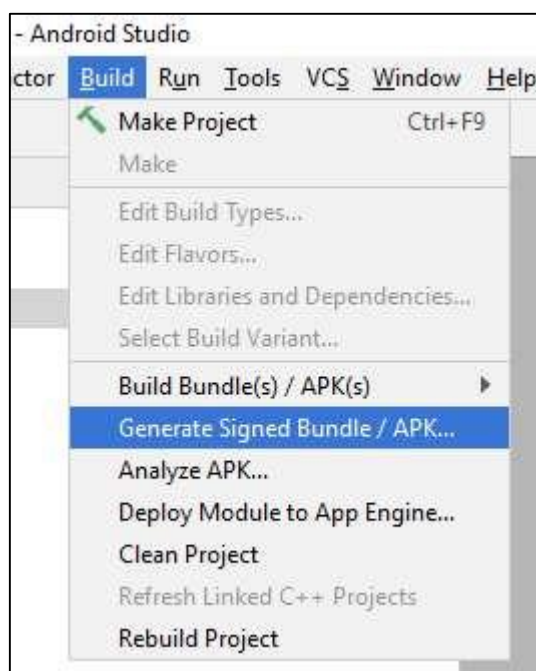 - Android Studio
ctor Build Run Tools VCS Window Help
Make Project Ctrl+F9
Make
Edit Build Types...
Edit Flavors...
Edit Libraries and Dependencies...
Select Build Variant...
Build Bundle(s) / APK(s)
Generate Signed Bundle / APK...
Analyze APK...
Deploy Module to App Engine...
Clean Project
Refresh Linked C++ Projects
Rebuild Project